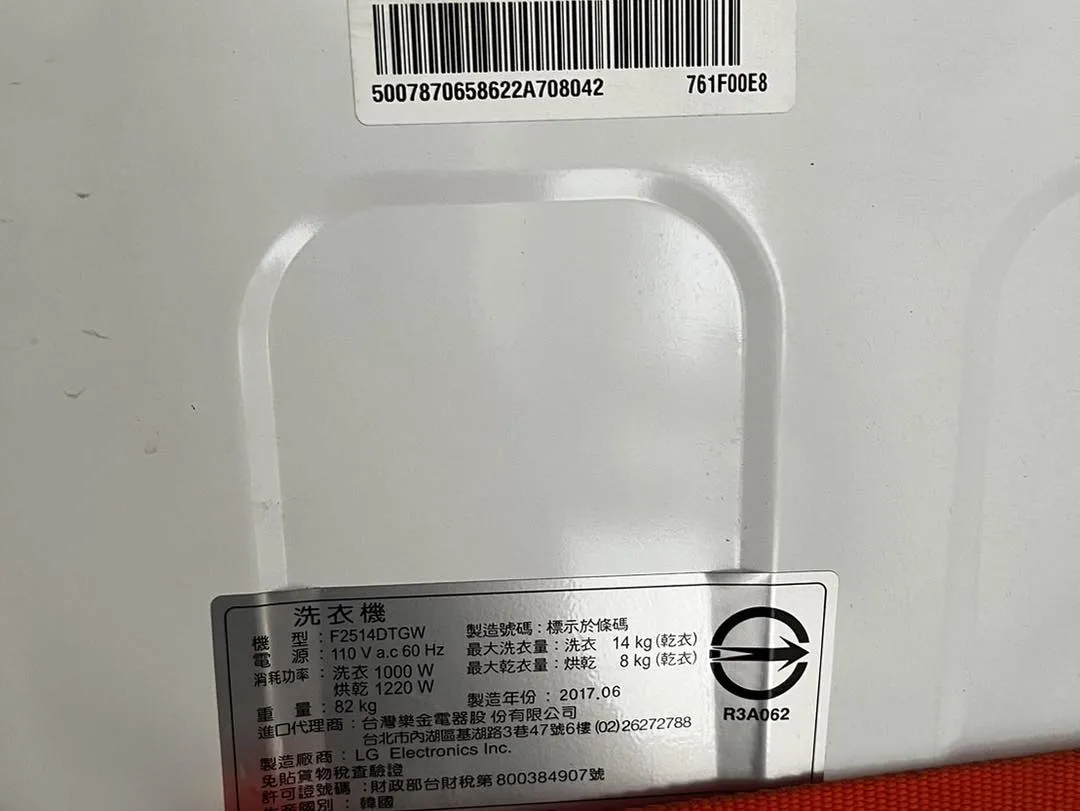 5007870658622A708042 761F00E8
洗衣機
機 型：F2514DTGW
電 源：110 V a.c 60 Hz
消耗功率：洗衣 1000 W
烘乾 1220 W
重 量：82 kg
製造號碼：標示於條碼
最大洗衣量：洗衣 14 kg (乾衣)
最大乾衣量：烘乾 8 kg (乾衣)
製造年份：2017.06
R3A062
進口代理商：台灣樂金電器股份有限公司
台北市內湖區基湖路3巷47號6樓 (02)26272788
製造廠商：LG Electronics Inc.
免貼貨物稅查驗證
許可證號碼：財政部台財稅第800384907號
生產國別：韓國